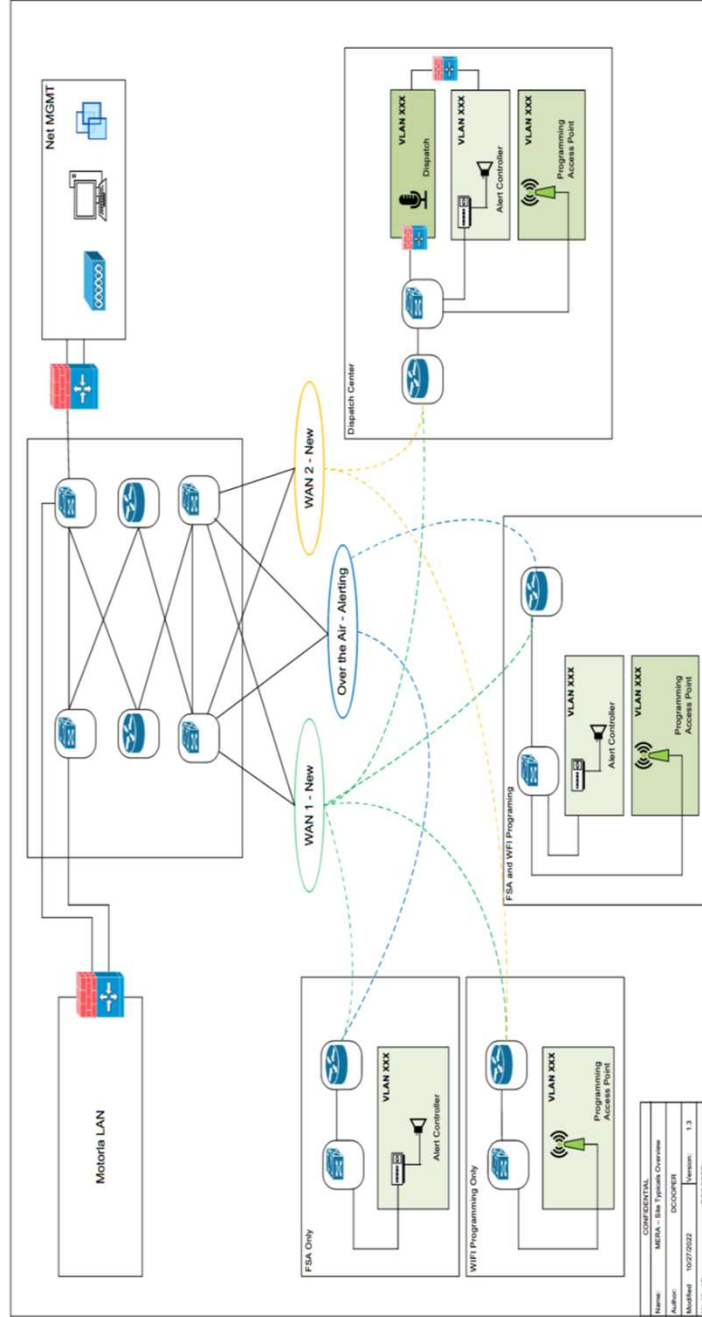 Motorla LAN
Net MGMT
WAN 1 - New
Over the Air - Alerting
WAN 2 - New
FSA Only
VLAN XXX
Alert Controller
WIFI Programming Only
VLAN XXX
Programming
Access Point
FSA and WFI Programing
VLAN XXX
Alert Controller
VLAN XXX
Programming
Access Point
Dispatch Center
VLAN XXX
Dispatch
VLAN XXX
Alert Controller
VLAN XXX
Programming
Access Point
CONFIDENTIAL
Name: MERA – Site Typicals Overview
Author: DCOOPER
Modified 10/27/2022 Version: 1.3